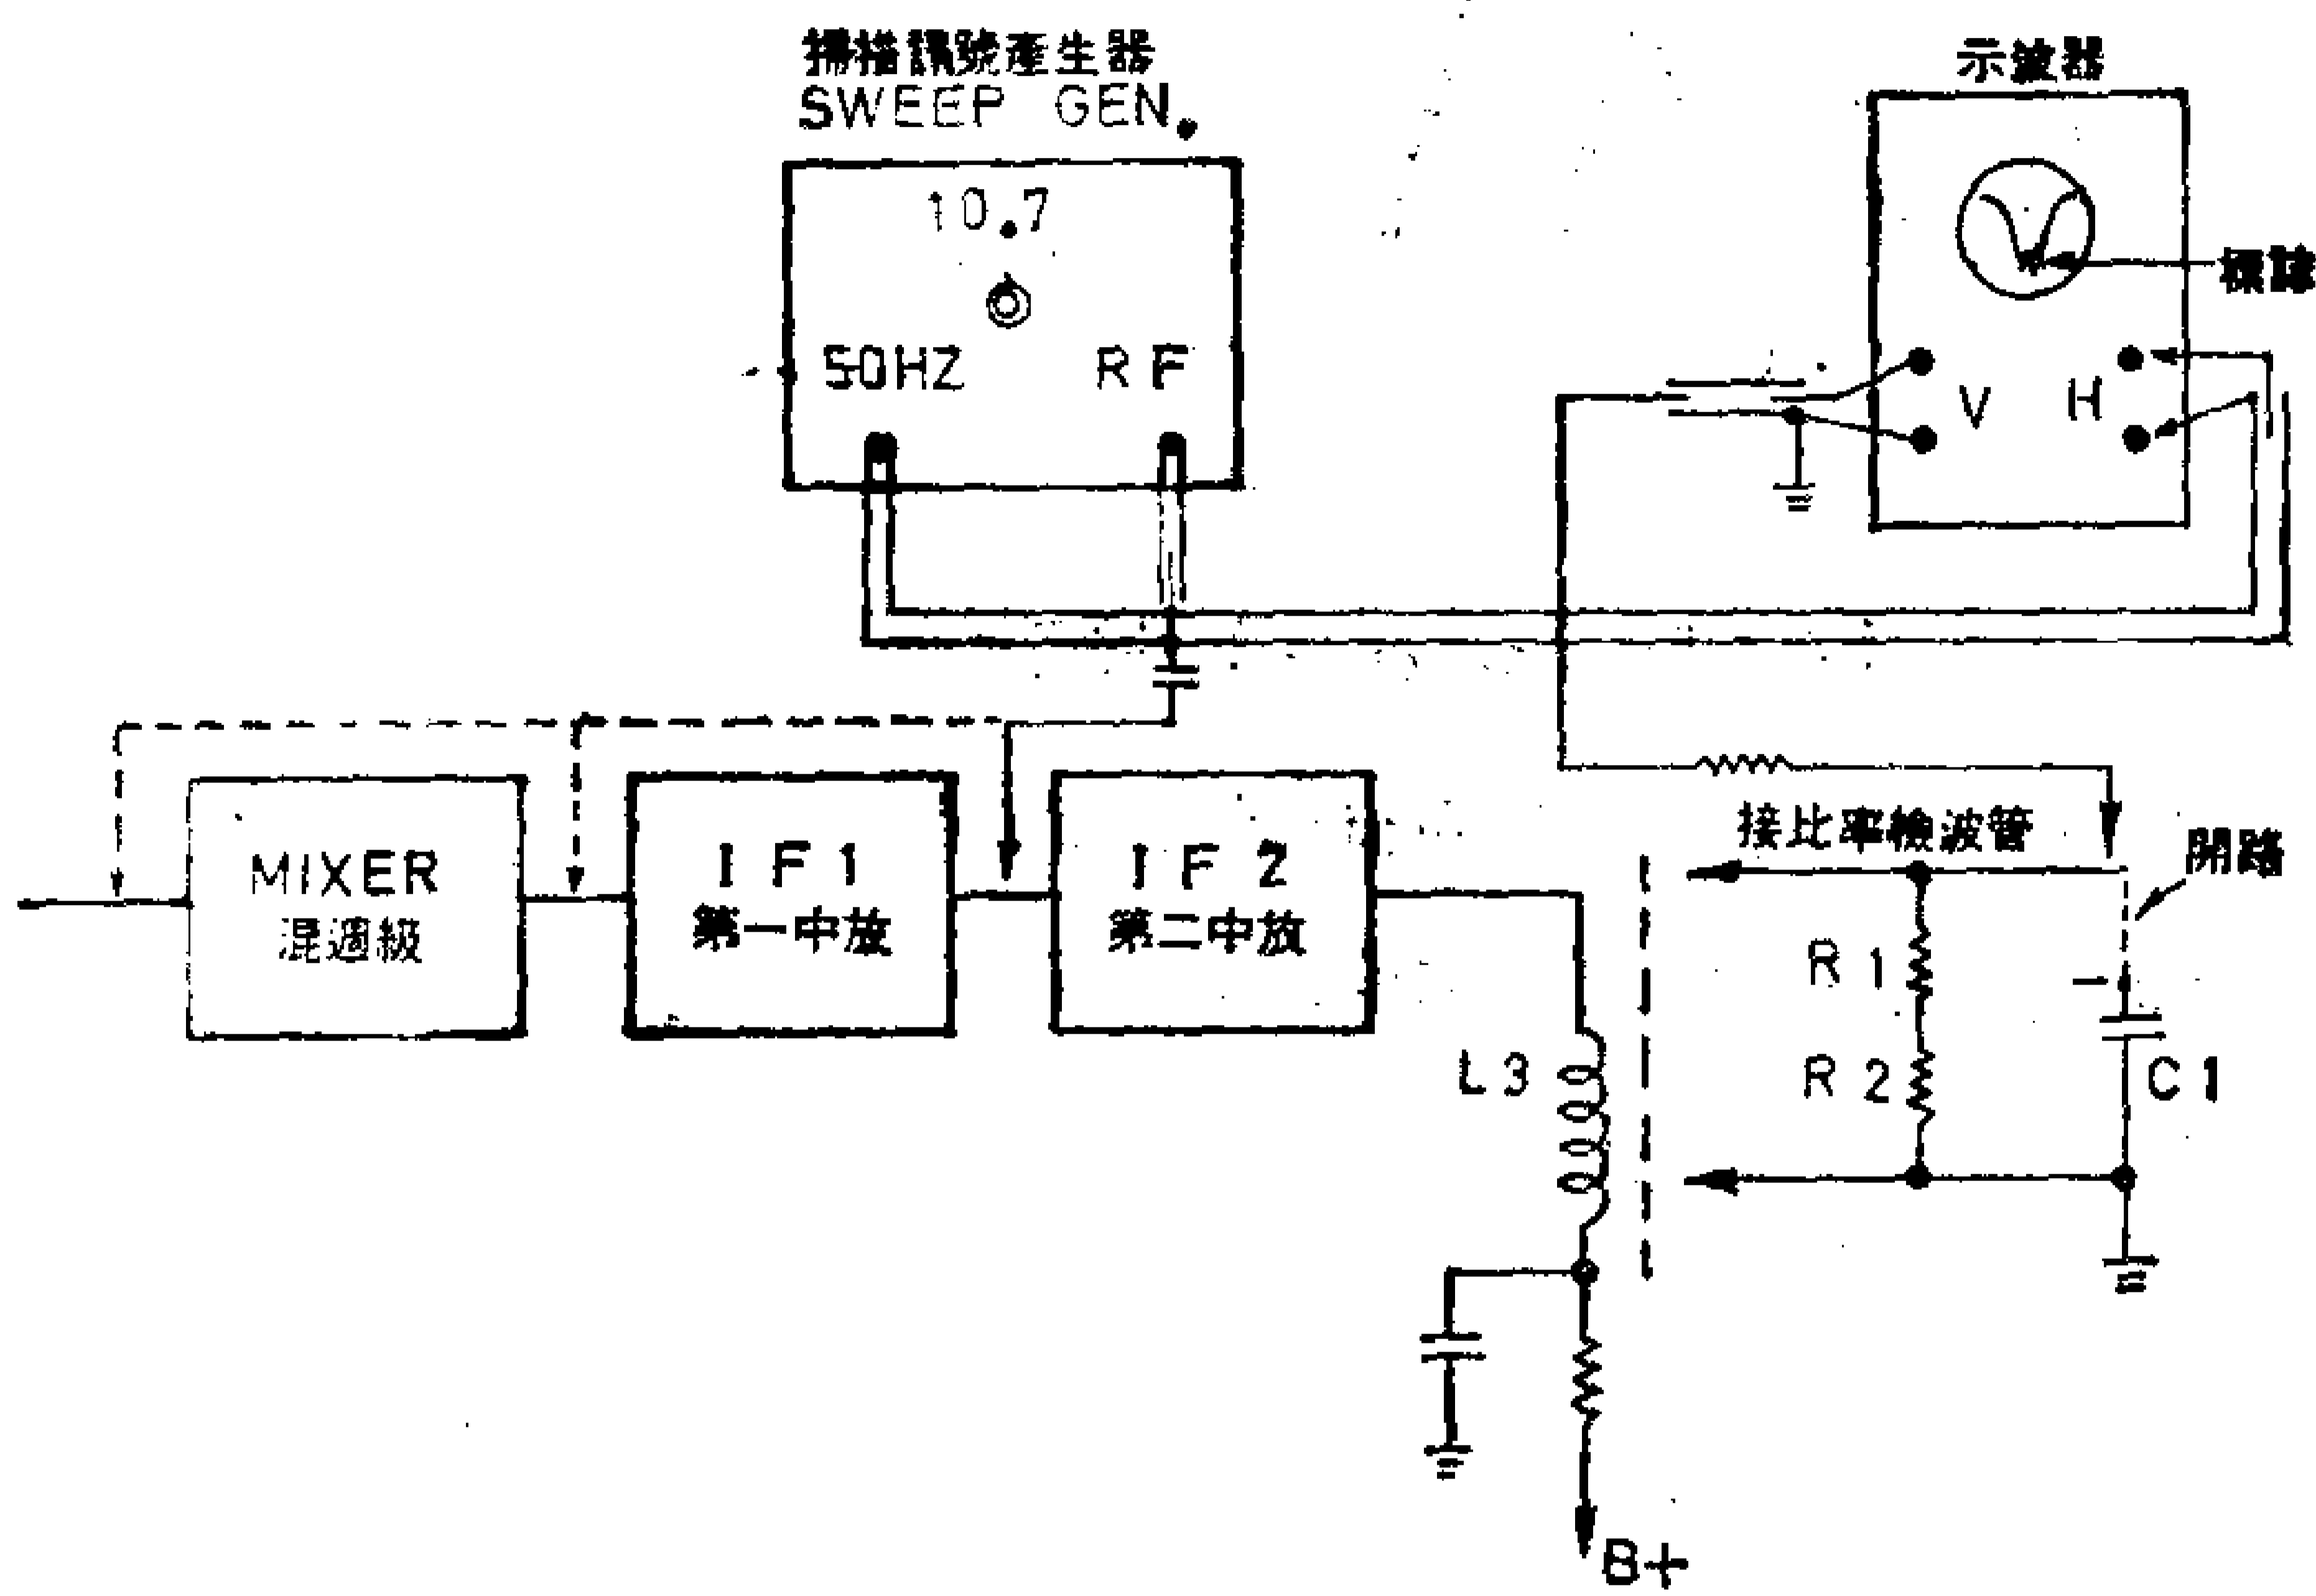 掃描訊號產生器
SWEEP GEN.
示波器
10.7
標誌
50HZ
RF
V
H
接比率檢波管
開路
MIXER
混週級
IF1
第一中放
IF2
第二中放
R1
R2
C1
L3
B+